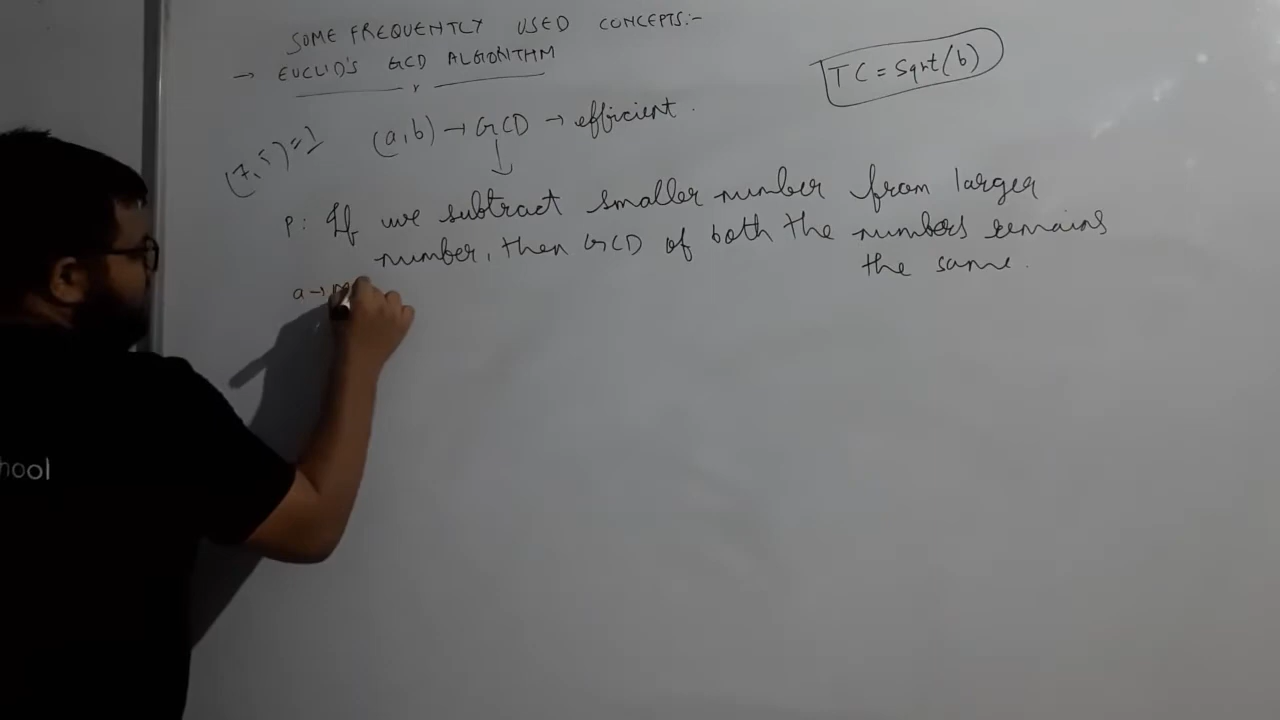 SOME FREQUENTLY USED CONCEPTS:-
→ EUCLID'S GCD ALGORITHM
TC = Sqrt(b)
(7,5)=1
(a,b) → GCD → efficient.
P: If we subtract smaller number from larger
number, then GCD of both the numbers remains
the same.
a →
hool